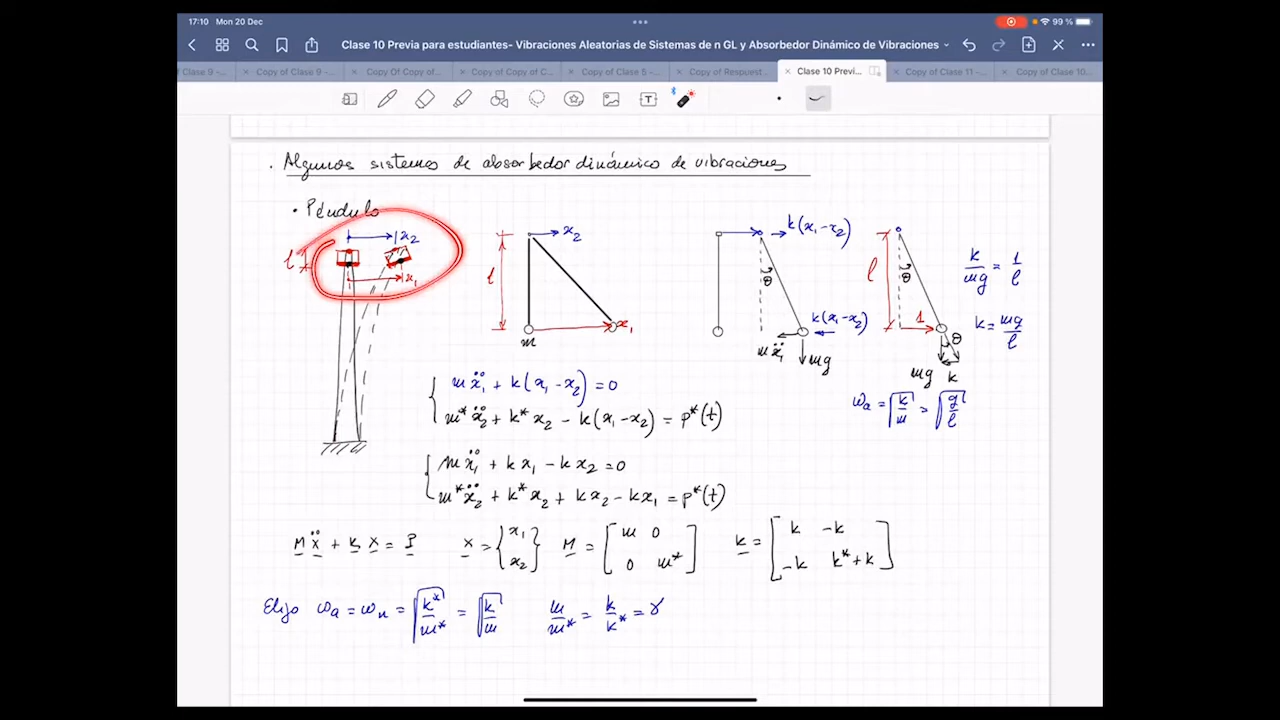 17:10 Mon 20 Dec
99 %
Clase 10 Previa para estudiantes- Vibraciones Aleatorias de Sistemas de n GL y Absorbedor Dinámico de Vibraciones
Clase 9 -...
Copy of Clase 9 -...
Copy Of Copy of...
Copy of Copy of C...
Copy of Clase 5 -...
Copy of Respuest...
Clase 10 Previ...
Copy of Clase 11 -...
Copy of Clase 10...
. Algunos sistemas de absorbedor dinámico de vibraciones
• Péndulo
x₂
l
x₁
x₂
l
x₁
m
k(x₁-x₂)
θ
k(x₁-x₂)
mẍ₁
mg
l
θ
1
θ
mg
k
k/mg = 1/l
k = mg/l
ωa = √(k/m) = √(g/l)
mẍ₁ + k(x₁-x₂) = 0
m* ẍ₂ + k* x₂ - k(x₁-x₂) = p*(t)
mẍ₁ + kx₁ - kx₂ = 0
m* ẍ₂ + k* x₂ + kx₂ - kx₁ = p*(t)
M ẍ + k x = P x = {x₁ x₂} M = [m 0 0 m*] k = [k -k -k k*+k]
Elijo ωa = ωn = √(k*/m*) = √(k/m) m/m* = k/k* = γ